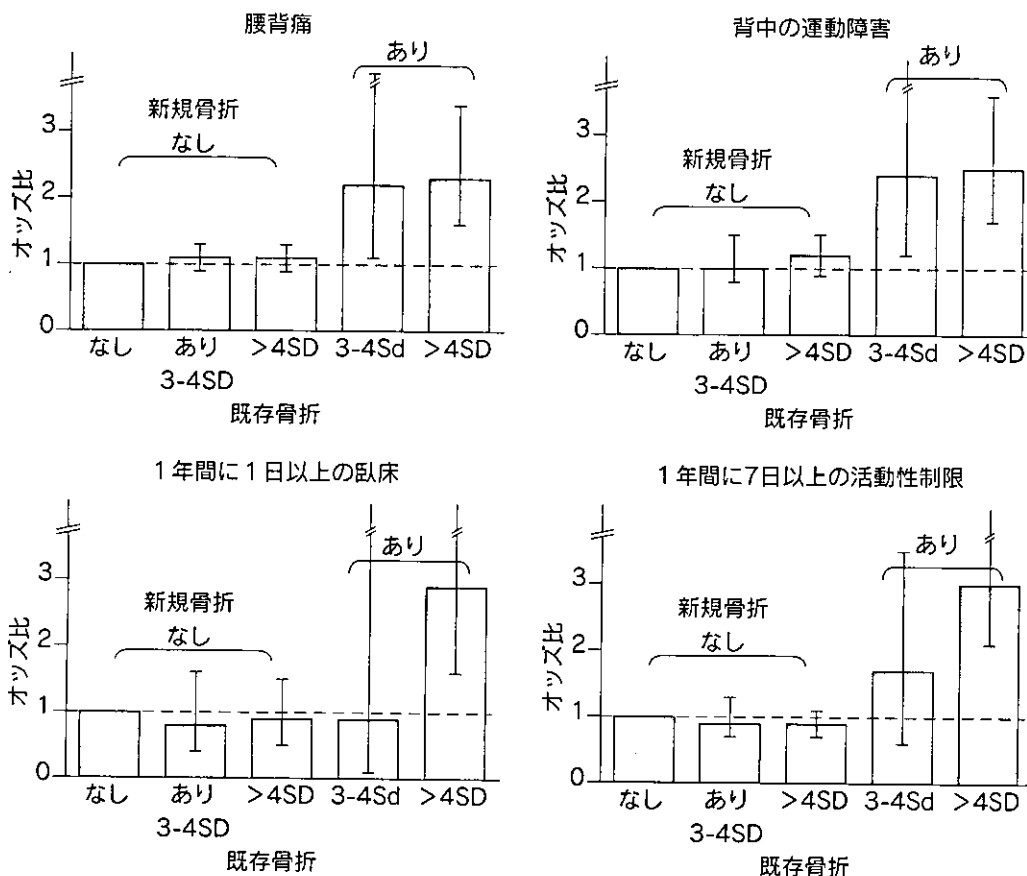 腰背痛
オッズ比
3
2
1
0
新規骨折
なし
あり
なし
あり
>4SD
3-4Sd
>4SD
3-4SD
既存骨折
背中の運動障害
オッズ比
3
2
1
0
新規骨折
なし
あり
なし
あり
>4SD
3-4Sd
>4SD
3-4SD
既存骨折
1年間に1日以上の臥床
オッズ比
3
2
1
0
新規骨折
なし
あり
なし
あり
>4SD
3-4Sd
>4SD
3-4SD
既存骨折
1年間に7日以上の活動性制限
オッズ比
3
2
1
0
新規骨折
なし
あり
なし
あり
>4SD
3-4Sd
>4SD
3-4SD
既存骨折